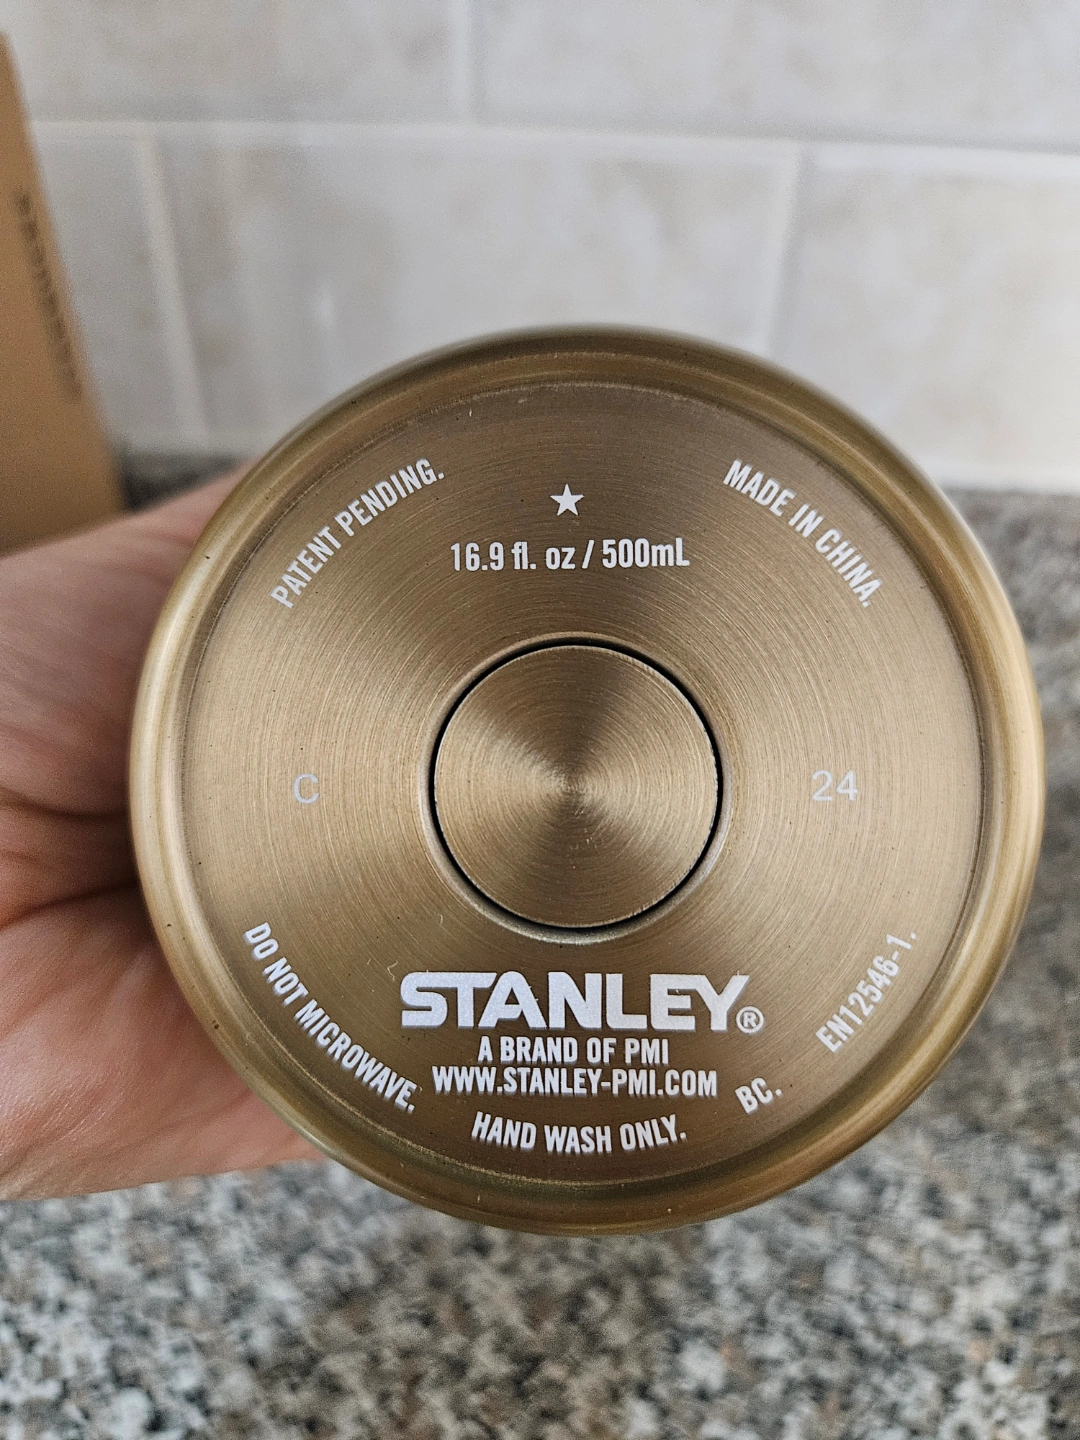 PATENT PENDING.
MADE IN CHINA.
16.9 fl. oz / 500mL
C
24
DO NOT MICROWAVE.
EN12546-1.
STANLEY®
A BRAND OF PMI
WWW.STANLEY-PMI.COM
BC.
HAND WASH ONLY.